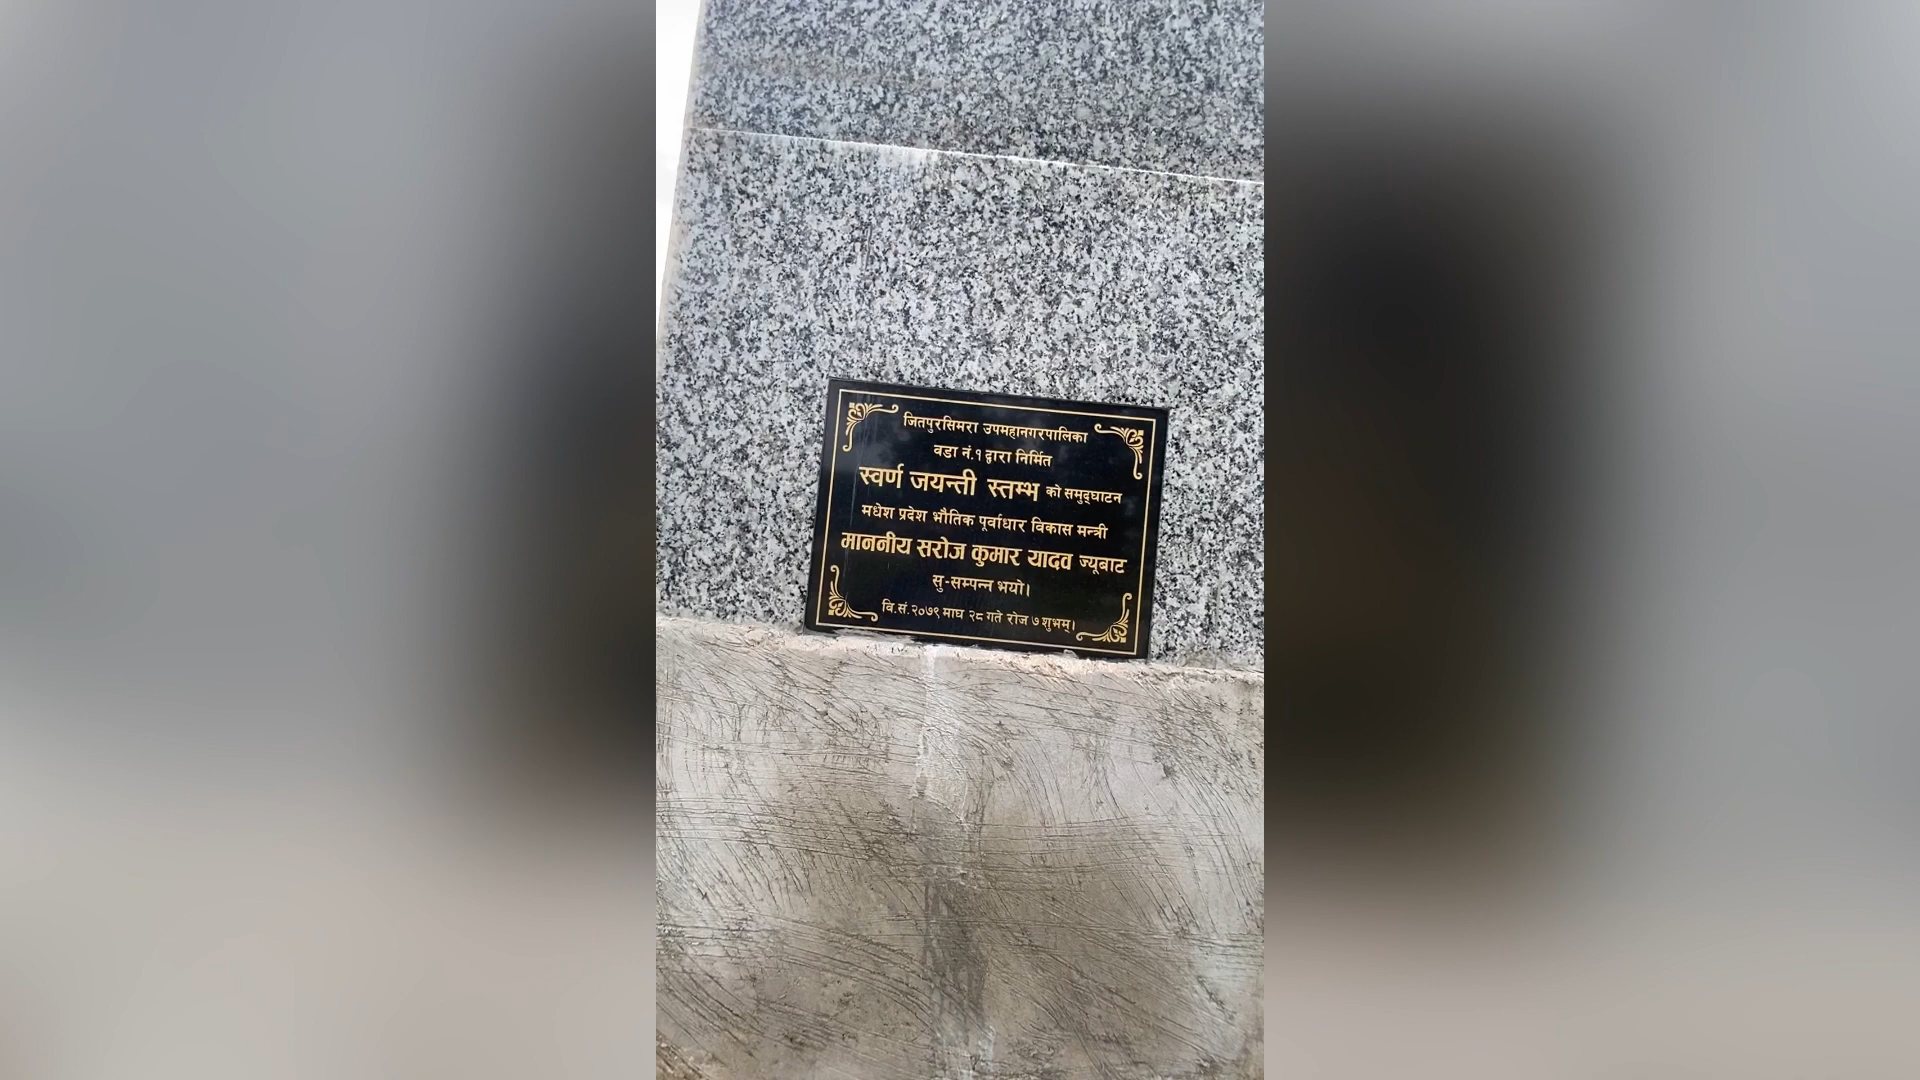 जितपुरसिमरा उपमहानगरपालिका
वडा नं.१ द्वारा निर्मित
स्वर्ण जयन्ती स्तम्भ को समुद्घाटन
मधेश प्रदेश भौतिक पूर्वाधार विकास मन्त्री
माननीय सरोज कुमार यादव ज्यूबाट
सु-सम्पन्न भयो।
वि.सं.२०७९ माघ २८ गते रोज ७ शुभम्।